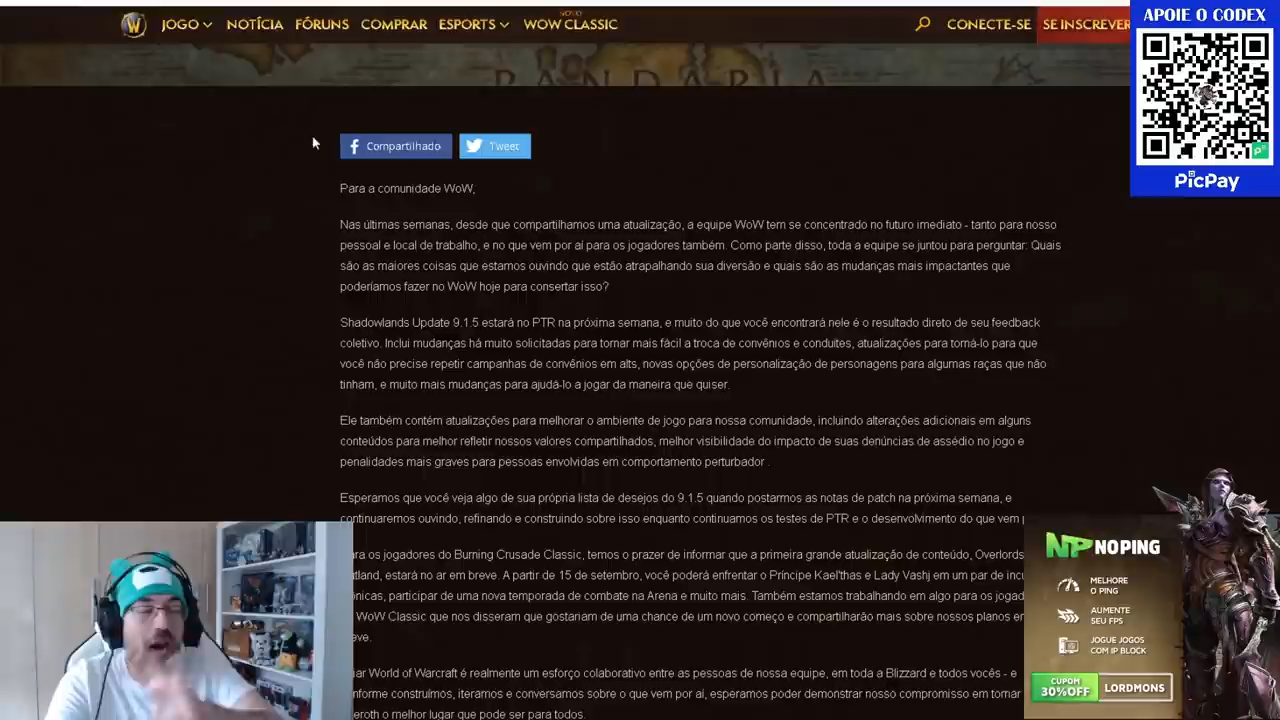 JOGO
NOTÍCIA
FÓRUNS
COMPRAR
ESPORTS
NOVO
WOW CLASSIC
CONECTE-SE
SE INSCREVER
APOIE O CODEX
PANDARIA
PicPay
Compartilhado
Tweet
Para a comunidade WoW,
Nas últimas semanas, desde que compartilhamos uma atualização, a equipe WoW tem se concentrado no futuro imediato - tanto para nosso
pessoal e local de trabalho, e no que vem por aí para os jogadores também. Como parte disso, toda a equipe se juntou para perguntar: Quais
são as maiores coisas que estamos ouvindo que estão atrapalhando sua diversão e quais são as mudanças mais impactantes que
poderíamos fazer no WoW hoje para consertar isso?
Shadowlands Update 9.1.5 estará no PTR na próxima semana, e muito do que você encontrará nele é o resultado direto de seu feedback
coletivo. Inclui mudanças há muito solicitadas para tornar mais fácil a troca de convênios e conduítes, atualizações para torná-lo para que
você não precise repetir campanhas de convênios em alts, novas opções de personalização de personagens para algumas raças que não
tinham, e muito mais mudanças para ajudá-lo a jogar da maneira que quiser.
Ele também contém atualizações para melhorar o ambiente de jogo para nossa comunidade, incluindo alterações adicionais em alguns
conteúdos para melhor refletir nossos valores compartilhados, melhor visibilidade do impacto de suas denúncias de assédio no jogo e
penalidades mais graves para pessoas envolvidas em comportamento perturbador .
Esperamos que você veja algo de sua própria lista de desejos do 9.1.5 quando postarmos as notas de patch na próxima semana, e
continuaremos ouvindo, refinando e construindo sobre isso enquanto continuamos os testes de PTR e o desenvolvimento do que vem
os jogadores do Burning Crusade Classic, temos o prazer de informar que a primeira grande atualização de conteúdo, Overlords
estará no ar em breve. A partir de 15 de setembro, você poderá enfrentar o Príncipe Kael'thas e Lady Vashj em um par de
participar de uma nova temporada de combate na Arena e muito mais. Também estamos trabalhando em algo para os
WoW Classic que nos disseram que gostariam de uma chance de um novo começo e compartilharão mais sobre nossos planos
World of Warcraft é realmente um esforço colaborativo entre as pessoas de nossa equipe, em toda a Blizzard e todos vocês - e
construímos, iteramos e conversamos sobre o que vem por aí, esperamos poder demonstrar nosso compromisso em tornar
o melhor lugar que pode ser para todos.
NP NOPING
MELHORE
O PING
AUMENTE
SEU FPS
JOGUE JOGOS
COM IP BLOCK
CUPOM
30%OFF
LORDMONS